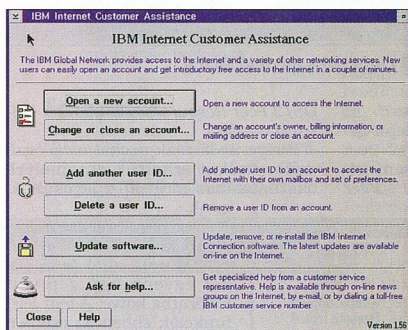 IBM Internet Customer Assistance
IBM Internet Customer Assistance
The IBM Global Network provides access to the Internet and a variety of other networking services. New
users can easily open an account and get introductory free access to the Internet in a couple of minutes.
Open a new account...
Open a new account to access the Internet.
Change or close an account...
Change an account's owner, billing information, or
mailing address or close an account.
Add another user ID...
Add another user ID to an account to access the
Internet with their own mailbox and set of preferences.
Delete a user ID...
Remove a user ID from an account.
Update software...
Update, remove, or re-install the IBM Internet
Connection software. The latest updates are available
on-line on the Internet.
Ask for help...
Get specialized help from a customer service
representative. Help is available through on-line news
groups on the Internet, by e-mail, or by dialing a toll-free
IBM customer service number.
Close
Help
Version 1.56